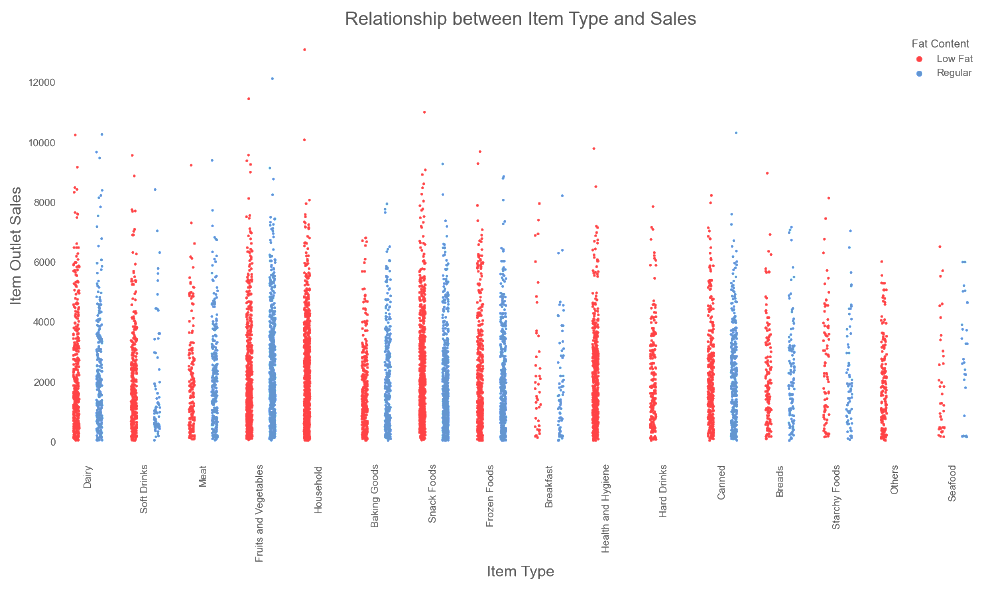 Relationship between Item Type and Sales
Fat Content
Low Fat
Regular
Item Outlet Sales
12000
10000
8000
6000
4000
2000
0
Dairy
Soft Drinks
Meat
Fruits and Vegetables
Household
Baking Goods
Snack Foods
Frozen Foods
Breakfast
Health and Hygiene
Hard Drinks
Canned
Breads
Starchy Foods
Others
Seafood
Item Type